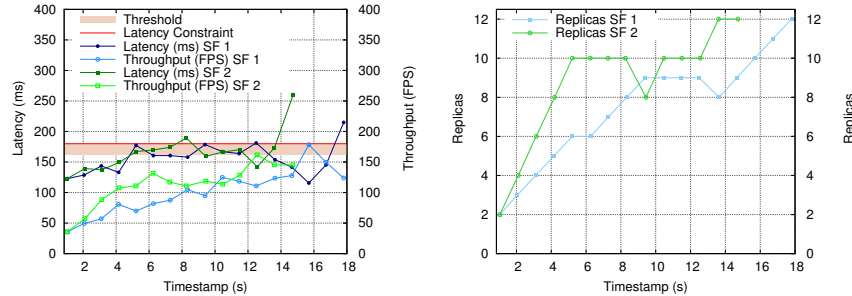 Threshold
Latency Constraint
Latency (ms) SF 1
Throughput (FPS) SF 1
Latency (ms) SF 2
Throughput (FPS) SF 2
400
350
300
250
200
150
100
50
0
Latency (ms)
400
350
300
250
200
150
100
50
0
Throughput (FPS)
2 4 6 8 10 12 14 16 18
Timestamp (s)
Replicas SF 1
Replicas SF 2
12
10
8
6
4
2
0
Replicas
12
10
8
6
4
2
0
Replicas
2 4 6 8 10 12 14 16 18
Timestamp (s)